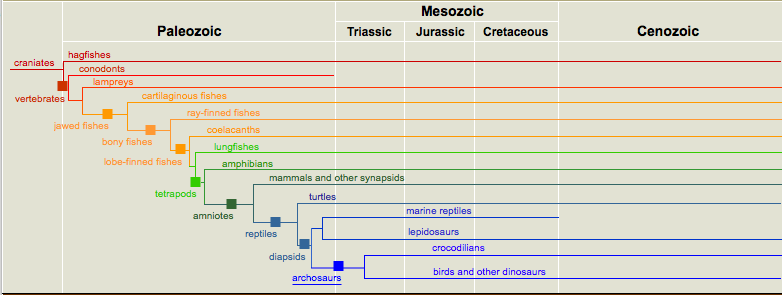 Mesozoic
Paleozoic
Triassic
Jurassic
Cretaceous
Cenozoic
hagfishes
craniates
conodonts
lampreys
vertebrates
cartilaginous fishes
ray-finned fishes
jawed fishes
coelacanths
bony fishes
lungfishes
lobe-finned fishes
amphibians
mammals and other synapsids
tetrapods
turtles
amniotes
marine reptiles
reptiles
lepidosaurs
crocodilians
diapsids
birds and other dinosaurs
archosaurs